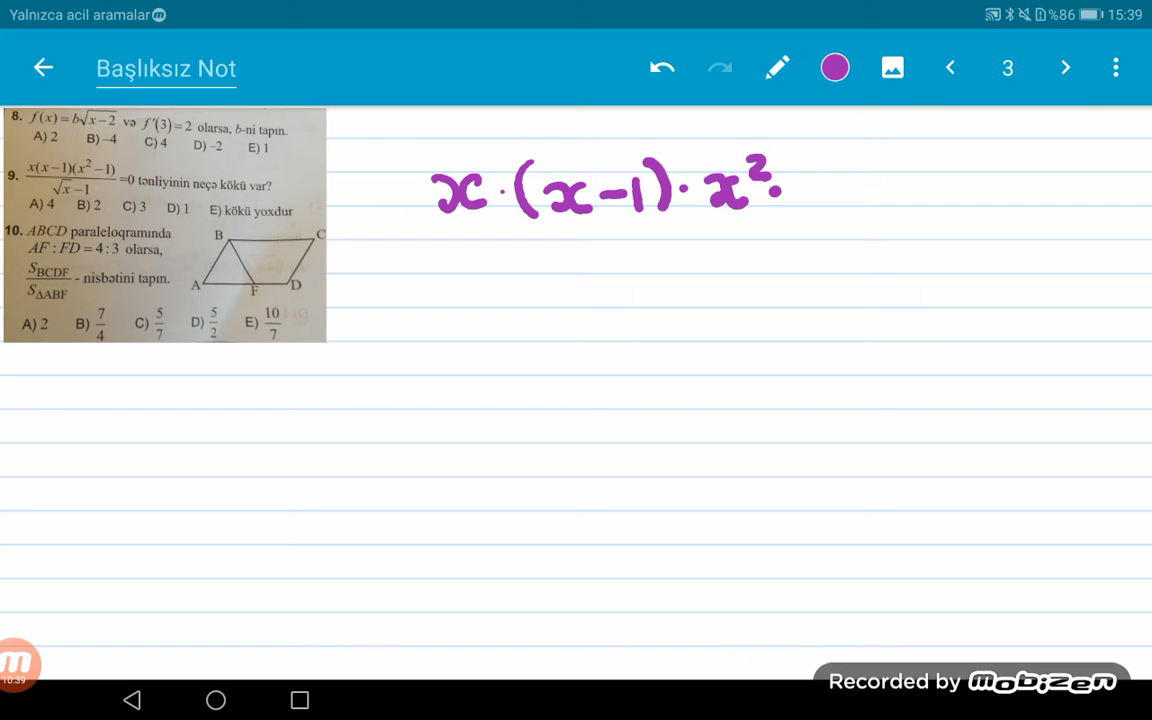 Yalnızca acil aramalar
%86 15:39
Başlıksız Not
3
8. f(x) = b√x−2 və f′(3) = 2 olarsa, b-ni tapın.
A) 2 B) −4 C) 4 D) −2 E) 1
9. x(x−1)(x²−1) / √x −1 =0 tənliyinin neçə kökü var?
A) 4 B) 2 C) 3 D) 1 E) kökü yoxdur
10. ABCD paraleloqramında
AF : FD = 4 : 3 olarsa,
S_BCDF / S_ΔABF - nisbətini tapın.
B C
A F D
A) 2 B) 7/4 C) 5/7 D) 5/2 E) 10/7
x · (x − 1) · x² ·
10:39
Recorded by mobizen